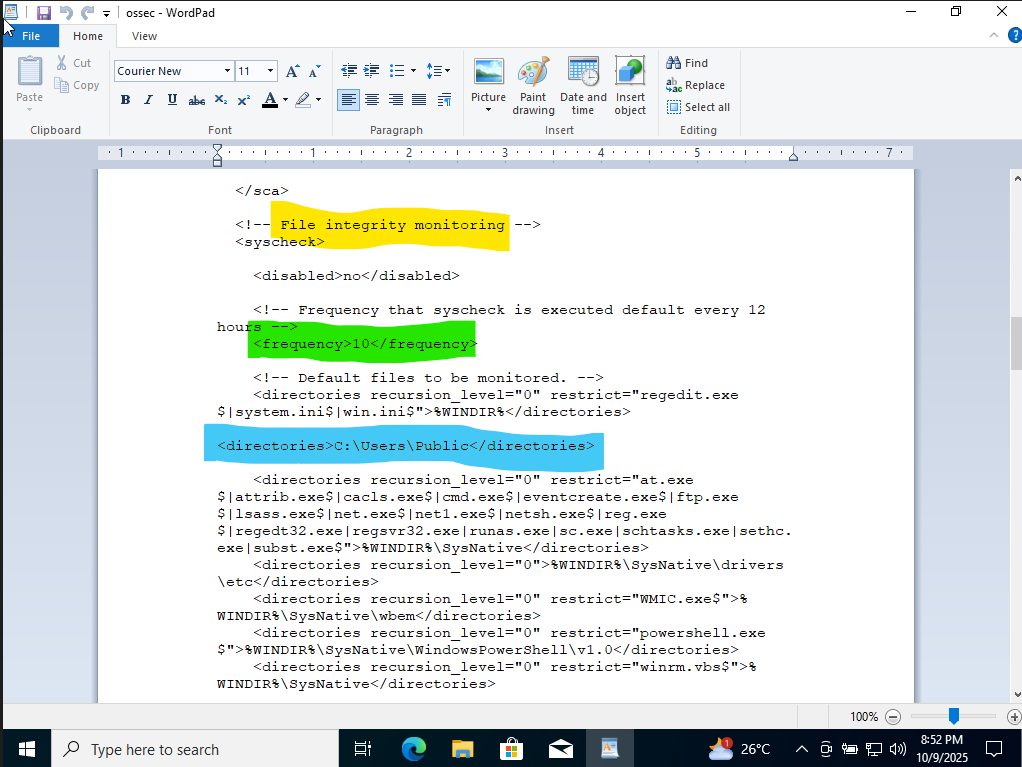 ossec - WordPad
File
Home
View
Paste
Cut
Copy
Clipboard
Courier New
11
A A
B I U abc X₂ X²
A
Font
Paragraph
Picture
Paint drawing
Date and time
Insert object
Insert
Find
Replace
Select all
Editing
1 1 2 3 4 5 7
</sca>
<!-- File integrity monitoring -->
<syscheck>
<disabled>no</disabled>
<!-- Frequency that syscheck is executed default every 12
hours -->
<frequency>10</frequency>
<!-- Default files to be monitored. -->
<directories recursion_level="0" restrict="regedit.exe
$|system.ini$|win.ini$">%WINDIR%</directories>
<directories>C:\Users\Public</directories>
<directories recursion_level="0" restrict="at.exe
$|attrib.exe$|cacls.exe$|cmd.exe$|eventcreate.exe$|ftp.exe
$|lsass.exe$|net.exe$|net1.exe$|netsh.exe$|reg.exe
$|regedt32.exe|regsvr32.exe|runas.exe|sc.exe|schtasks.exe|sethc.
exe|subst.exe$">%WINDIR%\SysNative</directories>
<directories recursion_level="0">%WINDIR%\SysNative\drivers
\etc</directories>
<directories recursion_level="0" restrict="WMIC.exe$">%
WINDIR%\SysNative\wbem</directories>
<directories recursion_level="0" restrict="powershell.exe
$">%WINDIR%\SysNative\WindowsPowerShell\v1.0</directories>
<directories recursion_level="0" restrict="winrm.vbs$">%
WINDIR%\SysNative</directories>
100%
Type here to search
26°C
8:52 PM
10/9/2025